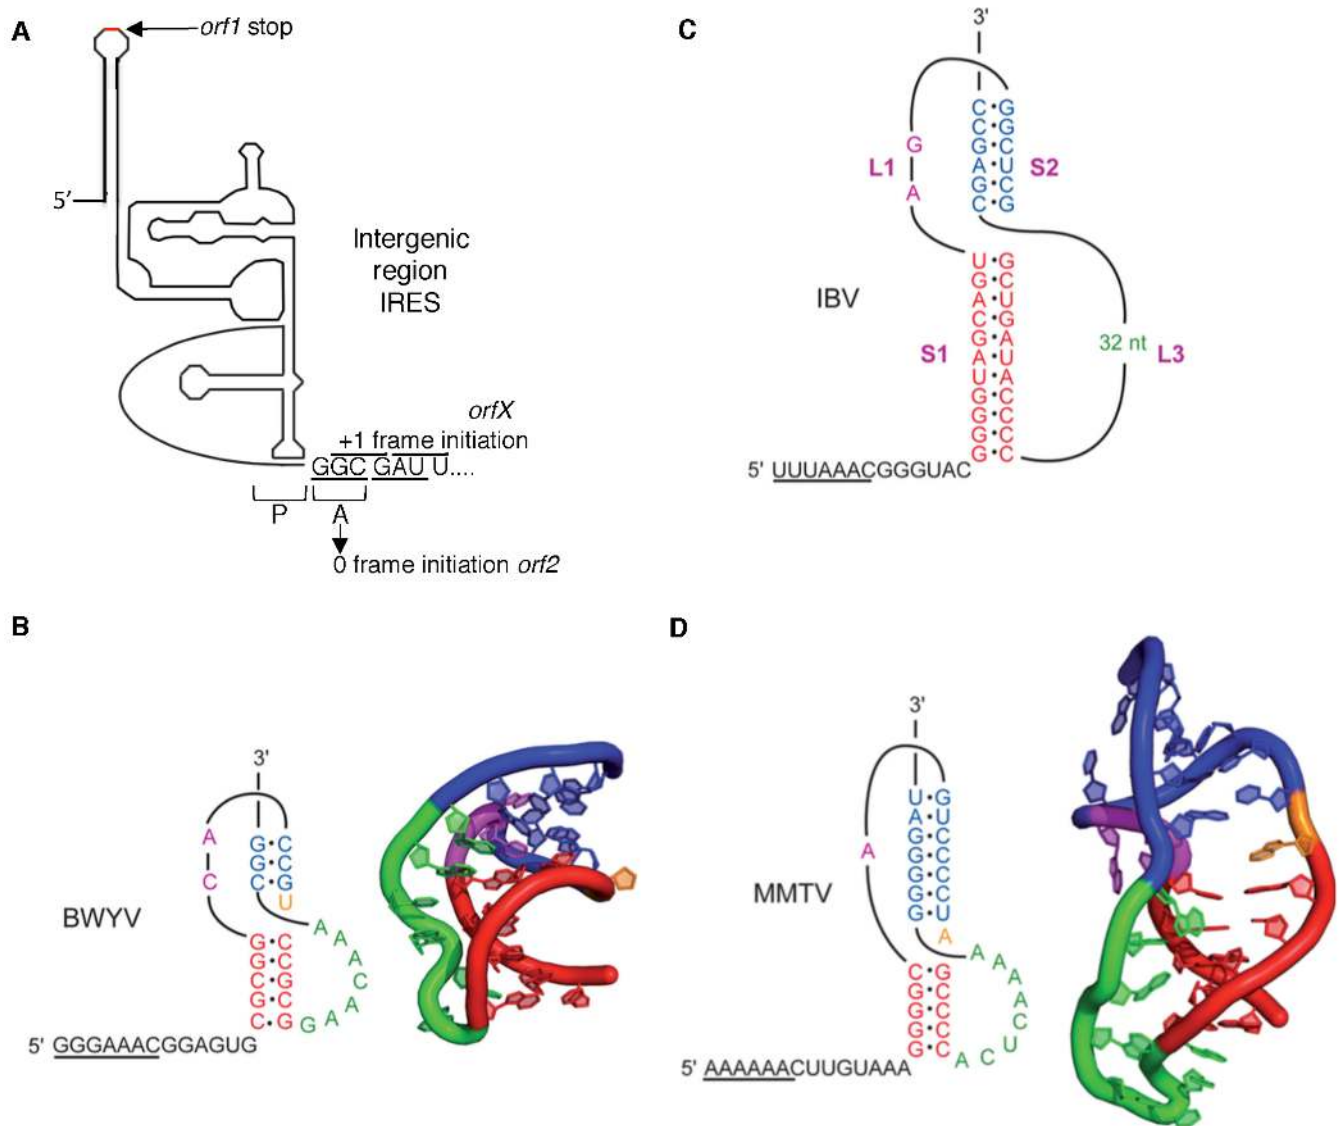 A
orf1 stop
5'
Intergenic
region
IRES
orfX
+1 frame initiation
GGC GAU U....
P
A
0 frame initiation orf2
B
3'
A
C
G•C
G•C
C•G
U
BWYV
G•C
G•C
C•G
G•C
C•G
A
A
A
C
A
A
A
G
5' GGGAAACGGAGUG
C
3'
C•G
C•G
G•C
A•U
G•C
C•G
L1
G
A
S2
IBV
U•G
G•C
A•U
C•G
G•A
A•U
U•A
G•C
G•C
G•C
G•C
S1
32 nt
L3
5' UUUAAACGGGUAC
D
3'
U•G
A•U
G•C
G•C
G•C
G•C
G•U
A
A
MMTV
C•G
G•C
G•C
G•C
G•C
A
A
A
A
C
U
C
A
5' AAAAAACUUGUAAA